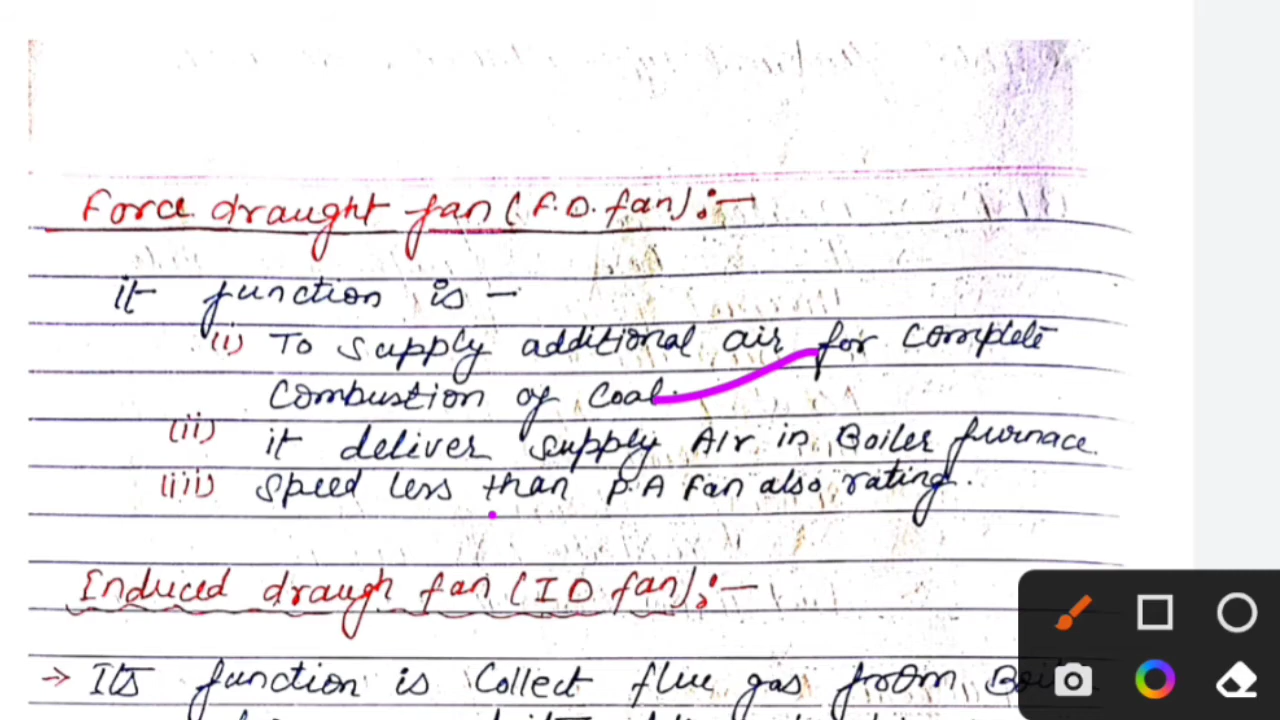 Force draught fan (F.D. fan) :-
it function is -
(i) To supply additional air for complete
combustion of coal.
(ii) it deliver supply Air in Boiler furnace.
(iii) speed less than P.A fan also rating.
Induced draugh fan (I D. fan) :-
→ Its function is collect flue gas from